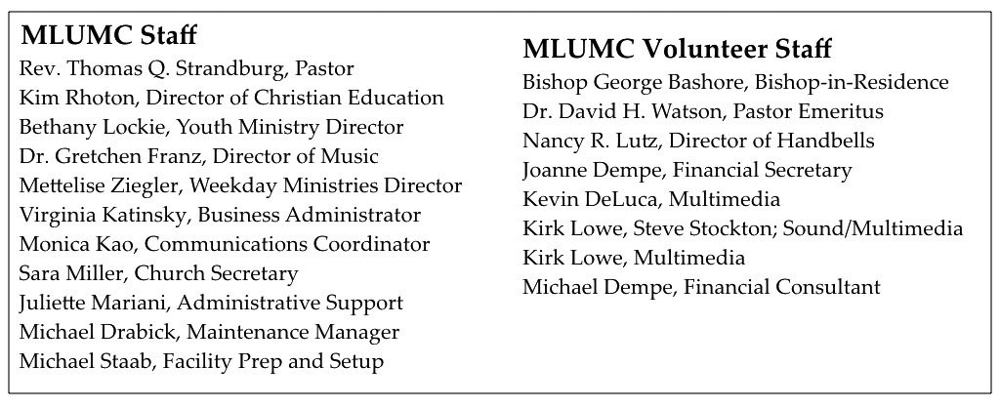 MLUMC Staff
Rev. Thomas Q. Strandburg, Pastor
Kim Rhoton, Director of Christian Education
Bethany Lockie, Youth Ministry Director
Dr. Gretchen Franz, Director of Music
Mettelise Ziegler, Weekday Ministries Director
Virginia Katinsky, Business Administrator
Monica Kao, Communications Coordinator
Sara Miller, Church Secretary
Juliette Mariani, Administrative Support
Michael Drabick, Maintenance Manager
Michael Staab, Facility Prep and Setup
MLUMC Volunteer Staff
Bishop George Bashore, Bishop-in-Residence
Dr. David H. Watson, Pastor Emeritus
Nancy R. Lutz, Director of Handbells
Joanne Dempe, Financial Secretary
Kevin DeLuca, Multimedia
Kirk Lowe, Steve Stockton; Sound/Multimedia
Kirk Lowe, Multimedia
Michael Dempe, Financial Consultant